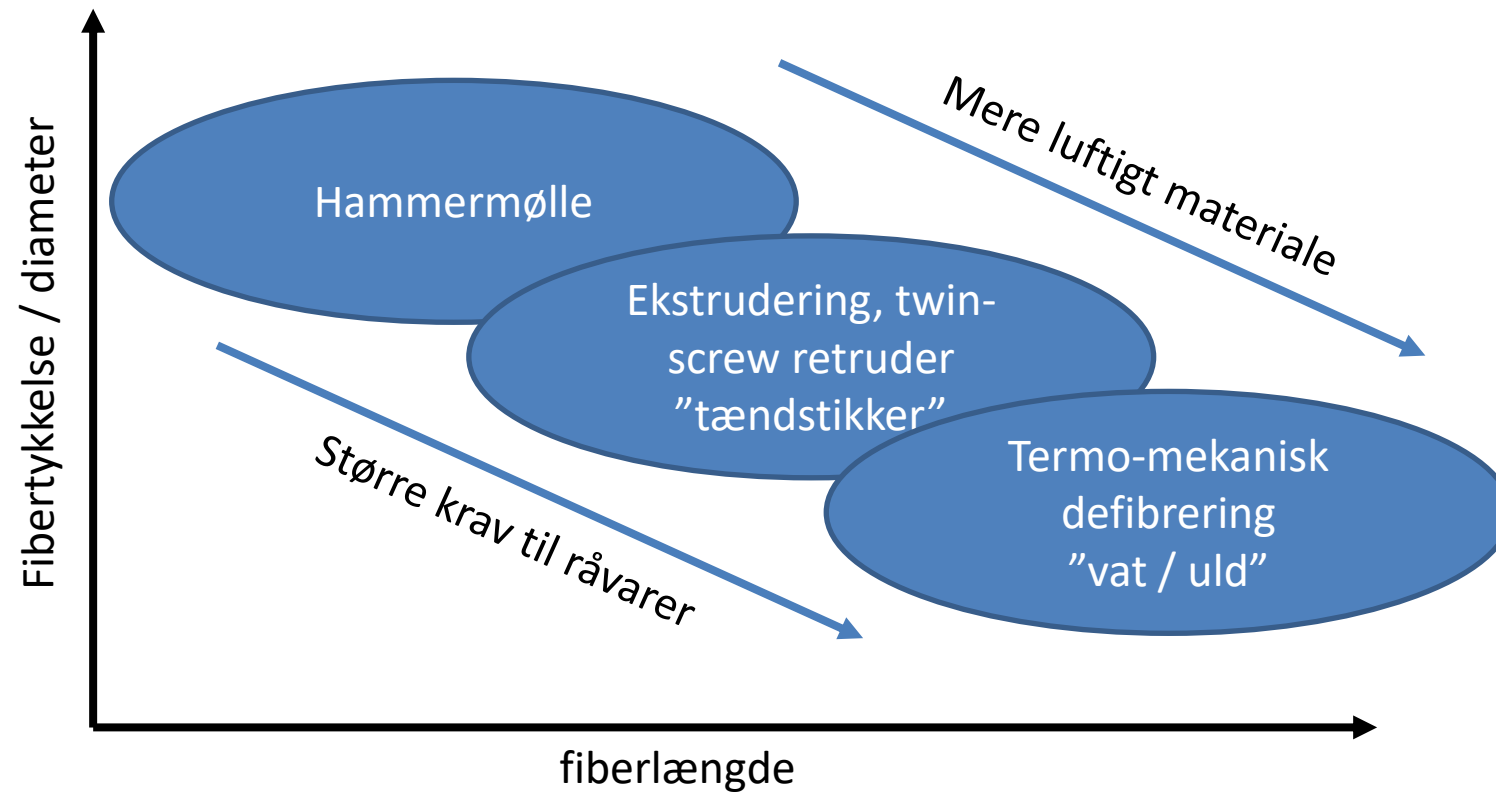 Fibertykkelse / diameter
Hammermølle
Mere luftigt materiale
Ekstrudering, twin-
screw retruder
”tændstikker”
Større krav til råvarer
Termo-mekanisk
defibrering
”vat / uld”
fiberlængde